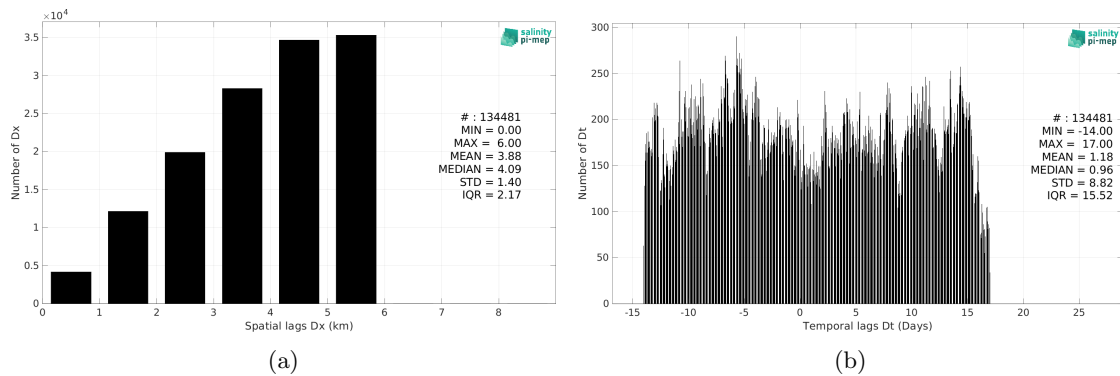 ×10⁴
3.5
3
2.5
2
1.5
1
0.5
0
Number of Dx
0 1 2 3 4 5 6 7 8
Spatial lags Dx (km)
salinity
pi-mep
# : 134481
MIN = 0.00
MAX = 6.00
MEAN = 3.88
MEDIAN = 4.09
STD = 1.40
IQR = 2.17
(a)
300
250
200
150
100
50
0
Number of Dt
-15 -10 -5 0 5 10 15 20 25
Temporal lags Dt (Days)
salinity
pi-mep
# : 134481
MIN = -14.00
MAX = 17.00
MEAN = 1.18
MEDIAN = 0.96
STD = 8.82
IQR = 15.52
(b)